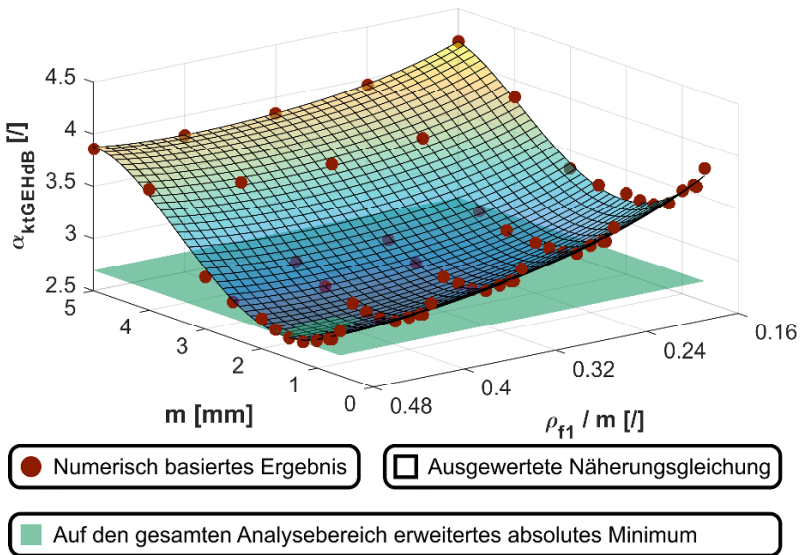 4.5
4
3.5
3
2.5
α_ktGEHdB [/]
5
4
3
2
1
0
m [mm]
0.48
0.4
0.32
0.24
0.16
ρ_f1 / m [/]
Numerisch basiertes Ergebnis
Ausgewertete Näherungsgleichung
Auf den gesamten Analysebereich erweitertes absolutes Minimum